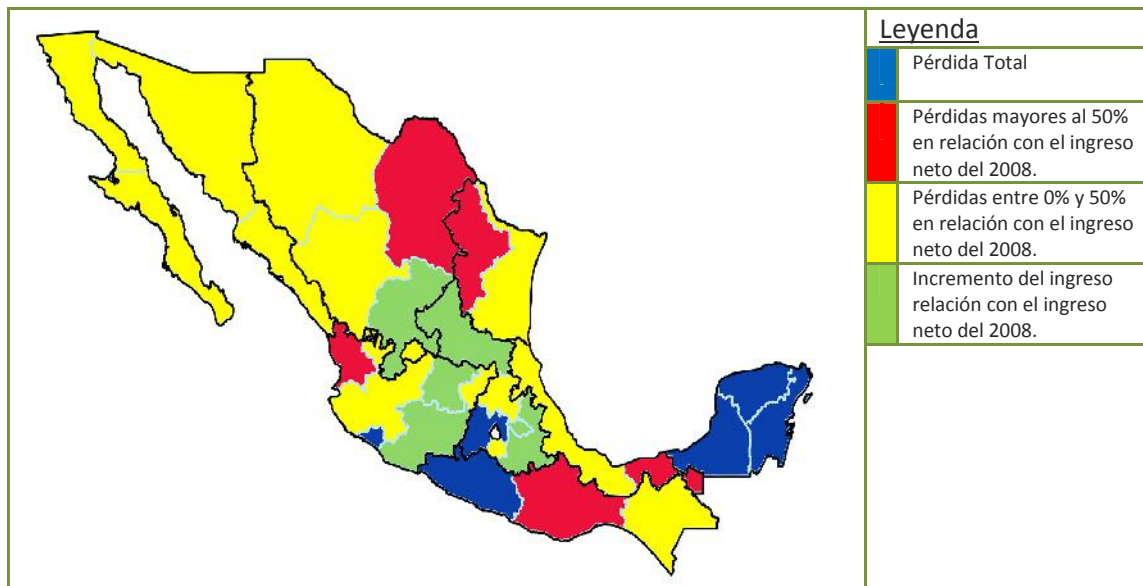 Leyenda
Pérdida Total
Pérdidas mayores al 50%
en relación con el ingreso
neto del 2008.
Pérdidas entre 0% y 50%
en relación con el ingreso
neto del 2008.
Incremento del ingreso
relación con el ingreso
neto del 2008.